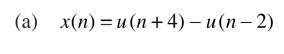 (a) x(n) = u(n + 4) – u(n – 2)